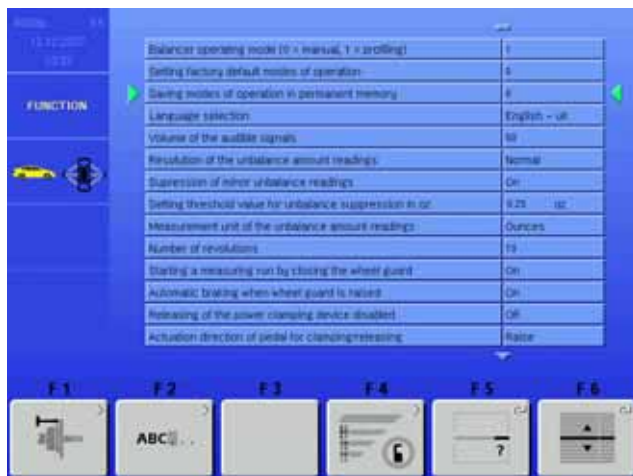 FUNCTION
Balancer operating mode (0 = manual, 1 = profiling) 1
Setting factory default modes of operation 0
Saving modes of operation in permanent memory 0
Language selection English - UK
Volume of the audible signals 50
Resolution of the unbalance amount readings Normal
Supression of minor unbalance readings On
Setting threshold value for unbalance suppression in oz 0.25 oz
Measurement unit of the unbalance amount readings Ounces
Number of revolutions
Starting a measuring run by closing the wheel guard On
Automatic braking when wheel guard is raised On
Releasing of the power clamping device disabled Off
Actuation direction of pedal for clamping/releasing Raise
F1 F2 F3 F4 F5 F6
ABC
?